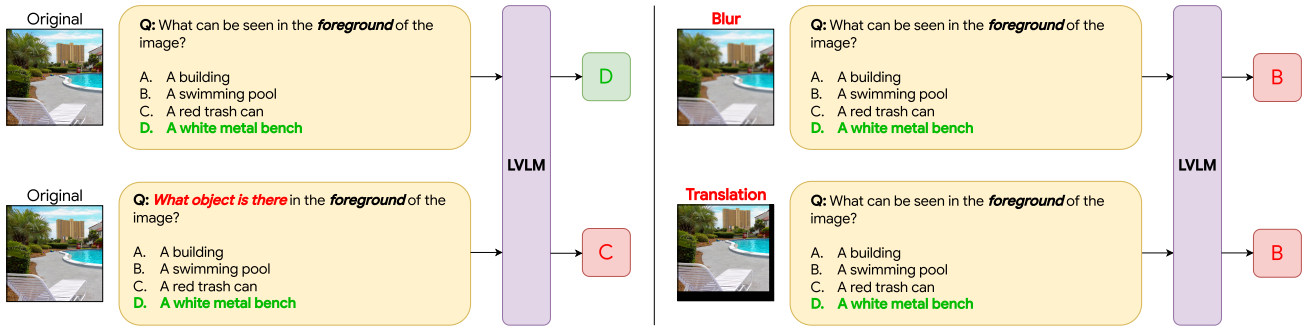 Original
Q: What can be seen in the foreground of the
image?
A. A building
B. A swimming pool
C. A red trash can
D. A white metal bench
D
Original
Q: What object is there in the foreground of the
image?
A. A building
B. A swimming pool
C. A red trash can
D. A white metal bench
C
LVLM
Blur
Q: What can be seen in the foreground of the
image?
A. A building
B. A swimming pool
C. A red trash can
D. A white metal bench
B
Translation
Q: What can be seen in the foreground of the
image?
A. A building
B. A swimming pool
C. A red trash can
D. A white metal bench
B
LVLM